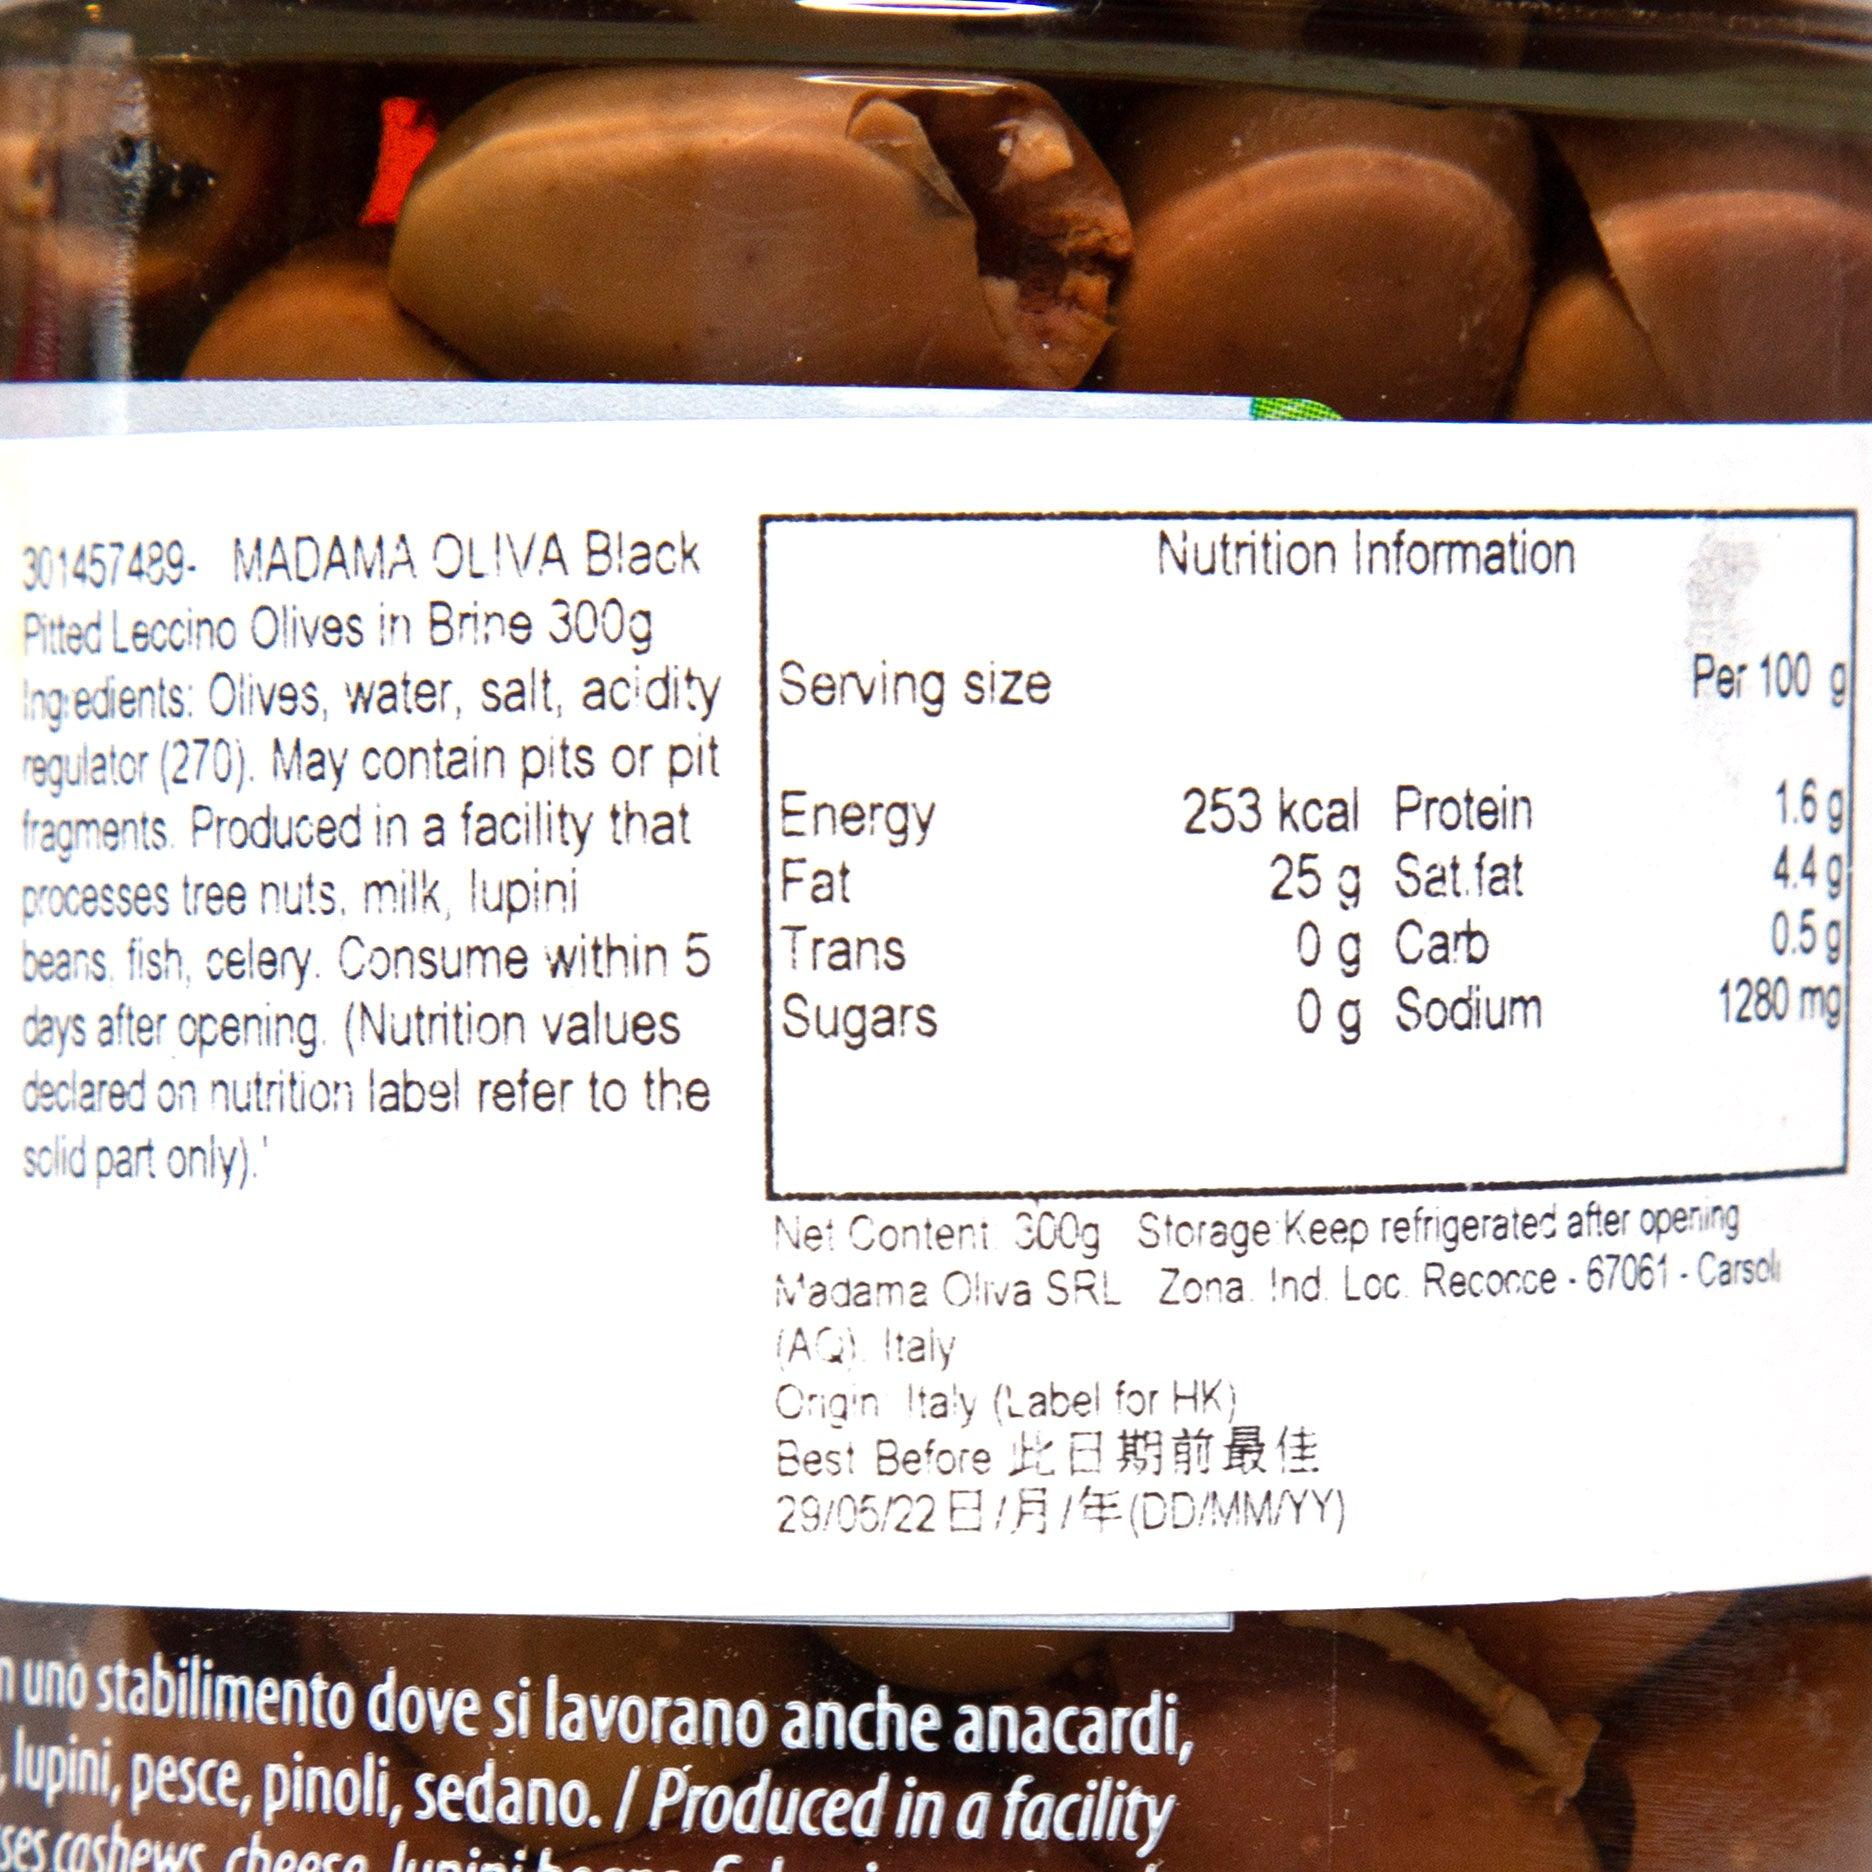 301457489- MADAMA OLIVA Black
Pitted Leccino Olives in Brine 300g
Ingredients: Olives, water, salt, acidity
regulator (270). May contain pits or pit
fragments. Produced in a facility that
processes tree nuts, milk, lupini
beans, fish, celery. Consume within 5
days after opening. (Nutrition values
declared on nutrition label refer to the
solid part only).'
Nutrition Information
Serving size Per 100 g
Energy 253 kcal Protein 1.6 g
Fat 25 g Sat.fat 4.4 g
Trans 0 g Carb 0.5 g
Sugars 0 g Sodium 1280 mg
Net Content: 300g Storage:Keep refrigerated after opening
Madama Oliva SRL Zona. Ind. Loc. Recocce - 67061 - Carsoli
(AQ). Italy
Origin: Italy (Label for HK)
Best Before 此日期前最佳
29/05/22 日/月/年(DD/MM/YY)
uno stabilimento dove si lavorano anche anacardi,
lupini, pesce, pinoli, sedano. / Produced in a facility
cashews, cheese, lupini